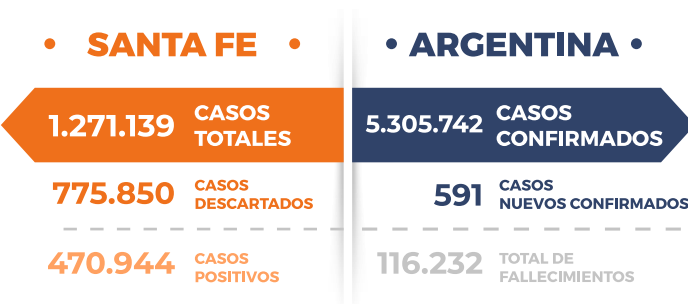 • SANTA FE •
1.271.139 CASOS
TOTALES
775.850 CASOS
DESCARTADOS
470.944 CASOS
POSITIVOS
• ARGENTINA •
5.305.742 CASOS
CONFIRMADOS
591 CASOS
NUEVOS CONFIRMADOS
116.232 TOTAL DE
FALLECIMIENTOS